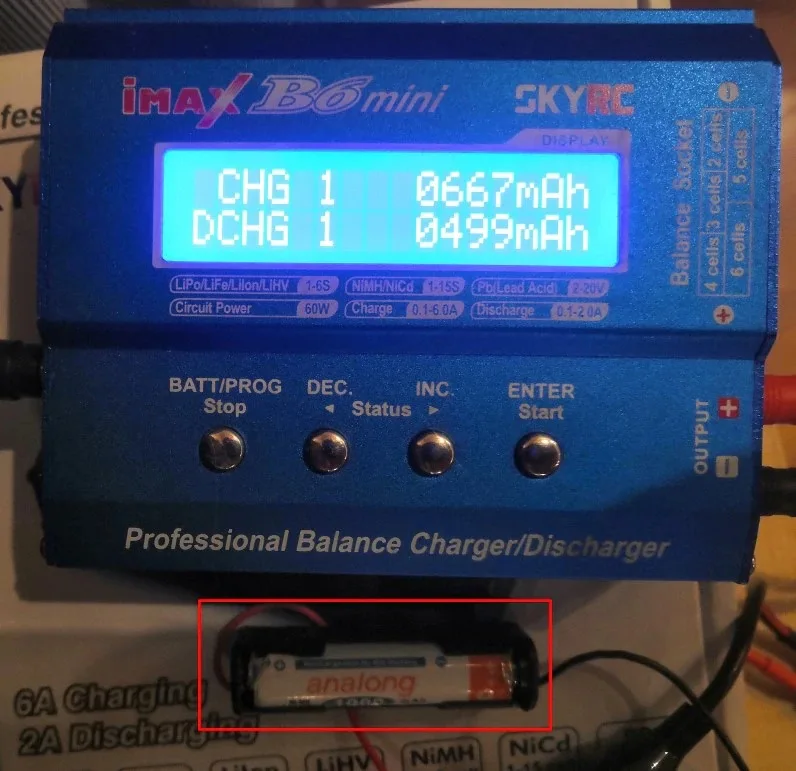 iMAX B6 mini
SKYRC
DISPLAY
CHG 1 0667mAh
DCHG 1 0499mAh
LiPo/LiFe/LiIon/LiHV 1-6S
NiMH/NiCd 1-15S
Pb(Lead Acid) 2-20V
Circuit Power 60W
Charge 0.1-6.0A
Discharge 0.1-2.0A
Balance Socket
4 cells 3 cells 2 cells
6 cells 5 cells
BATT/PROG
Stop
DEC.
INC.
◄ Status ►
ENTER
Start
OUTPUT
+
−
Professional Balance Charger/Discharger
analong
6A Charging
2A Discharging
LiIon
LiHV
NiMH
NiCd